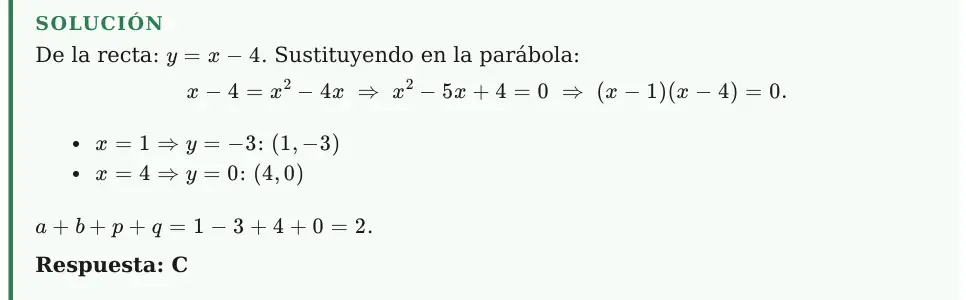 SOLUCIÓN
De la recta: y = x − 4. Sustituyendo en la parábola:
x − 4 = x² − 4x ⇒ x² − 5x + 4 = 0 ⇒ (x − 1)(x − 4) = 0.
• x = 1 ⇒ y = −3: (1, −3)
• x = 4 ⇒ y = 0: (4, 0)
a + b + p + q = 1 − 3 + 4 + 0 = 2.
Respuesta: C